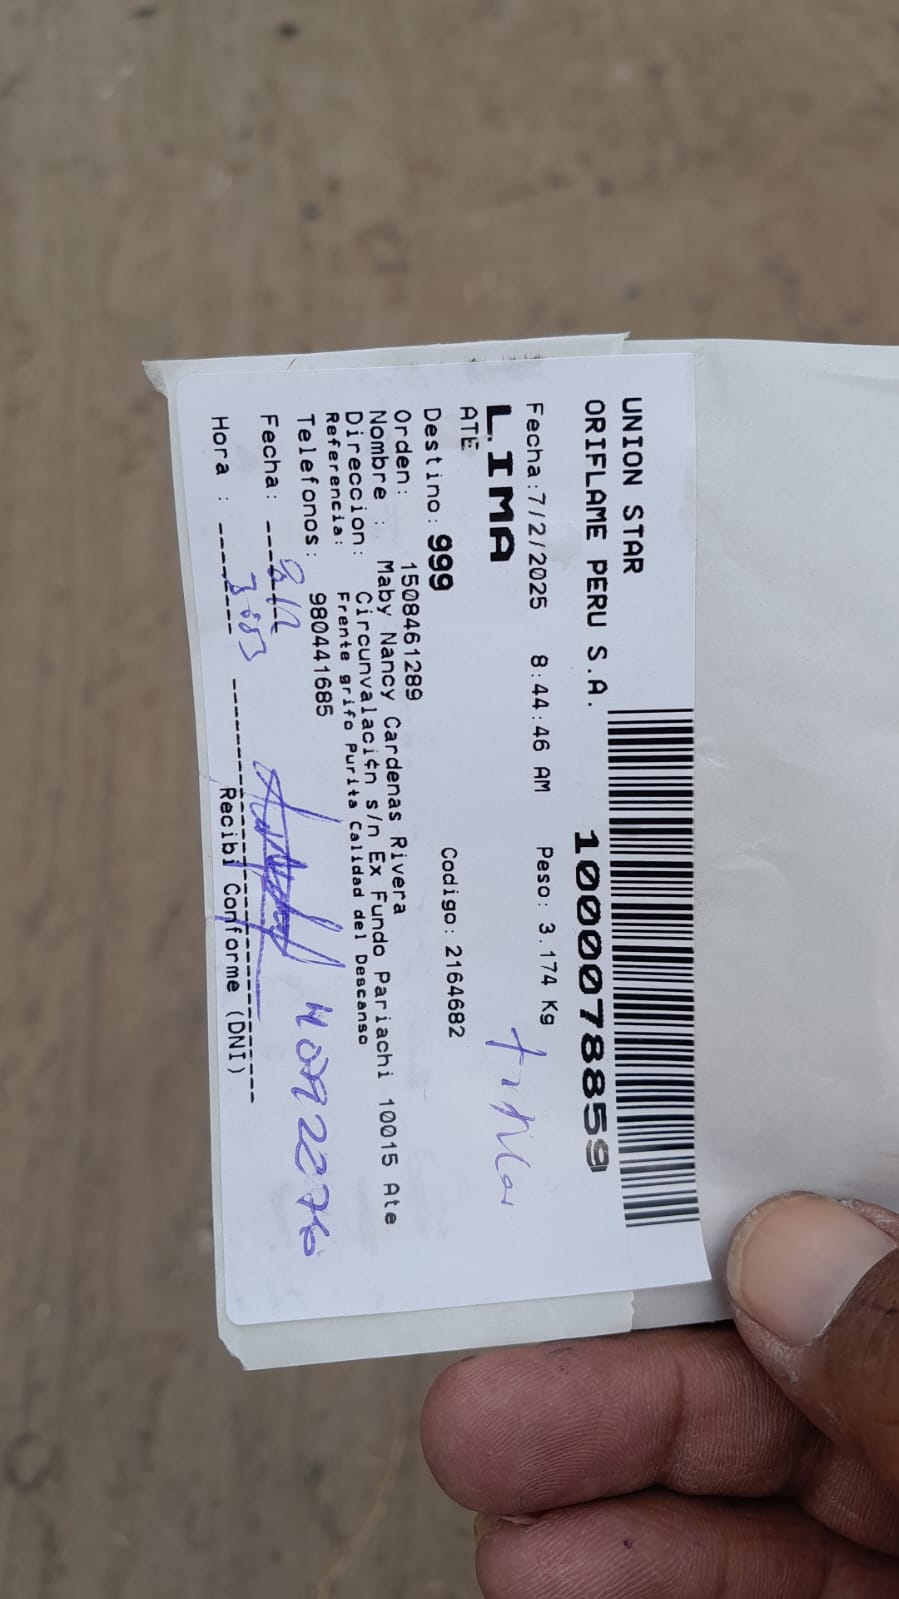 UNION STAR
ORIFLAME PERU S.A. 1000078859
Fecha:7/2/2025 8:44:46 AM Peso: 3.174 Kg
LIMA
ATE
Destino: 999 Codigo: 2164682
Orden: 1508461289
Nombre : Maby Nancy Cardenas Rivera
Direccion: Circunvalaci¢n s/n Ex Fundo Pariachi 10015 Ate
Referencia: Frente grifo Purita Calidad del Descanso
Telefonos: 980441685
Fecha:
Hora :
Recibi Conforme (DNI)